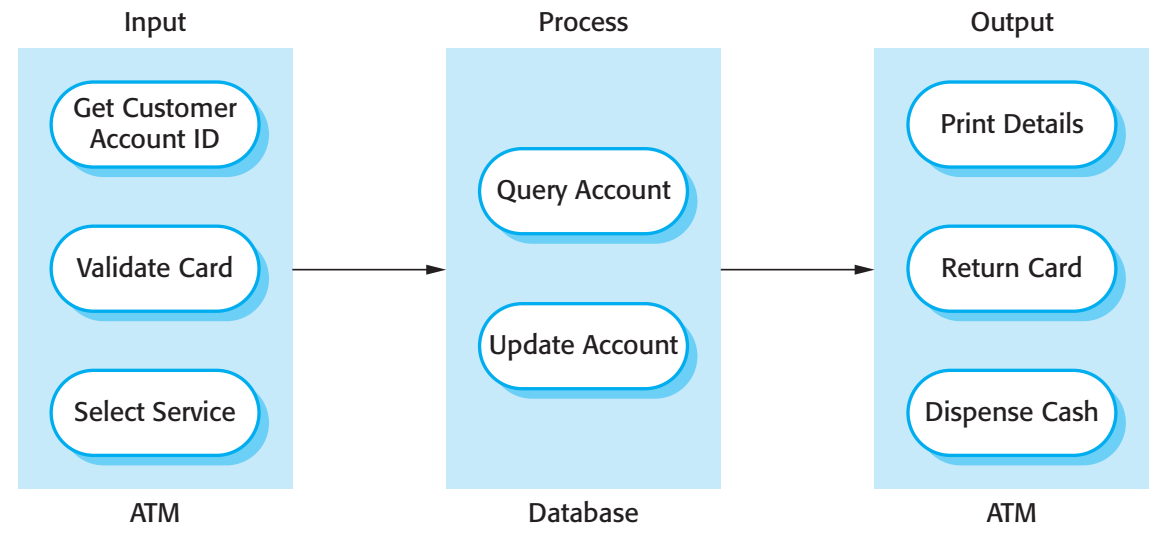 Input
Get Customer
Account ID
Validate Card
Select Service
ATM
Process
Query Account
Update Account
Database
Output
Print Details
Return Card
Dispense Cash
ATM